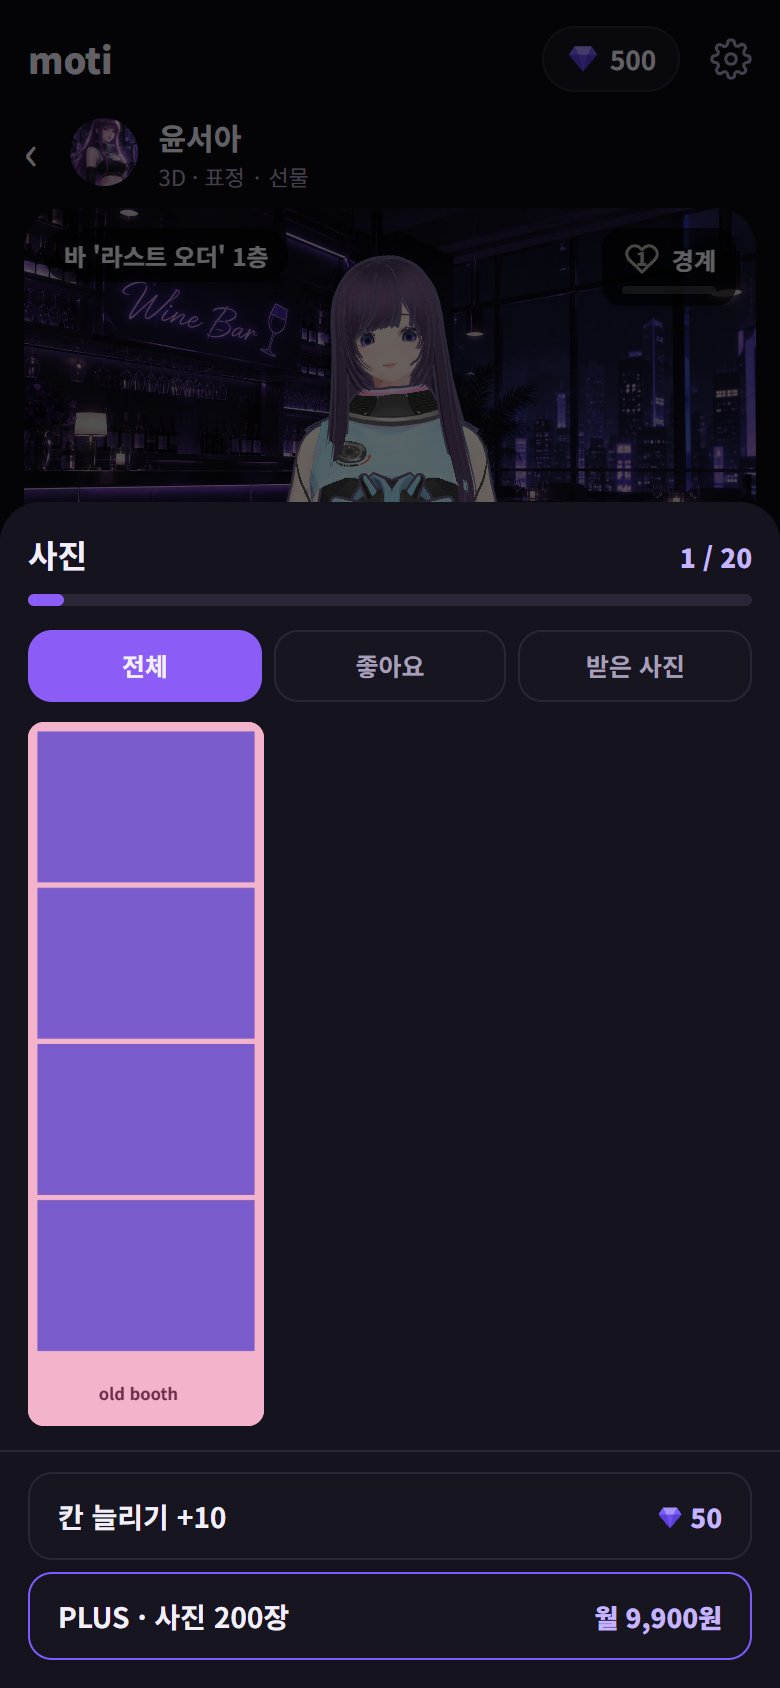 moti
500
윤서아
3D · 표정 · 선물
바 '라스트 오더' 1층
1 경계
Wine Bar
사진
1 / 20
전체
좋아요
받은 사진
old booth
칸 늘리기 +10
50
PLUS · 사진 200장
월 9,900원